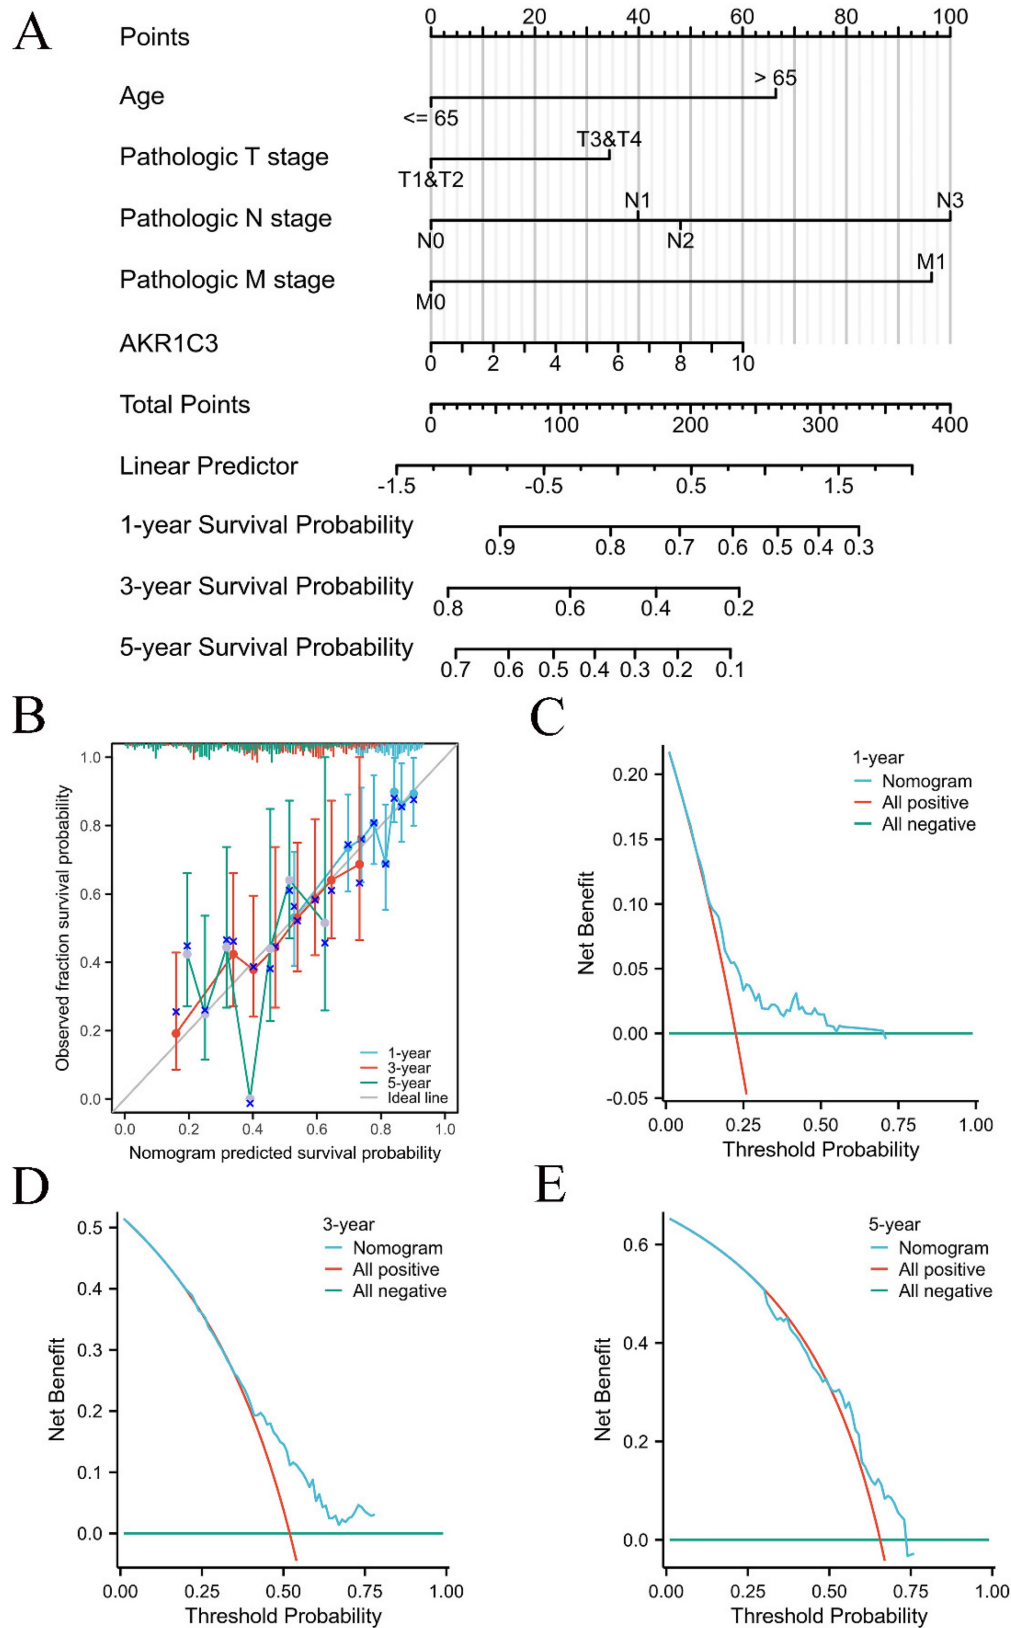 A
Points
0 20 40 60 80 100
Age
<= 65
> 65
Pathologic T stage
T1&T2
T3&T4
Pathologic N stage
N0
N1
N2
N3
Pathologic M stage
M0
M1
AKR1C3
0 2 4 6 8 10
Total Points
0 100 200 300 400
Linear Predictor
-1.5 -0.5 0.5 1.5
1-year Survival Probability
0.9 0.8 0.7 0.6 0.5 0.4 0.3
3-year Survival Probability
0.8 0.6 0.4 0.2
5-year Survival Probability
0.7 0.6 0.5 0.4 0.3 0.2 0.1
B
Observed fraction survival probability
1.0
0.8
0.6
0.4
0.2
0.0
1-year
3-year
5-year
Ideal line
0.0 0.2 0.4 0.6 0.8 1.0
Nomogram predicted survival probability
C
Net Benefit
0.20
0.15
0.10
0.05
0.00
-0.05
1-year
Nomogram
All positive
All negative
0.00 0.25 0.50 0.75 1.00
Threshold Probability
D
Net Benefit
0.5
0.4
0.3
0.2
0.1
0.0
3-year
Nomogram
All positive
All negative
0.00 0.25 0.50 0.75 1.00
Threshold Probability
E
Net Benefit
0.6
0.4
0.2
0.0
5-year
Nomogram
All positive
All negative
0.00 0.25 0.50 0.75 1.00
Threshold Probability